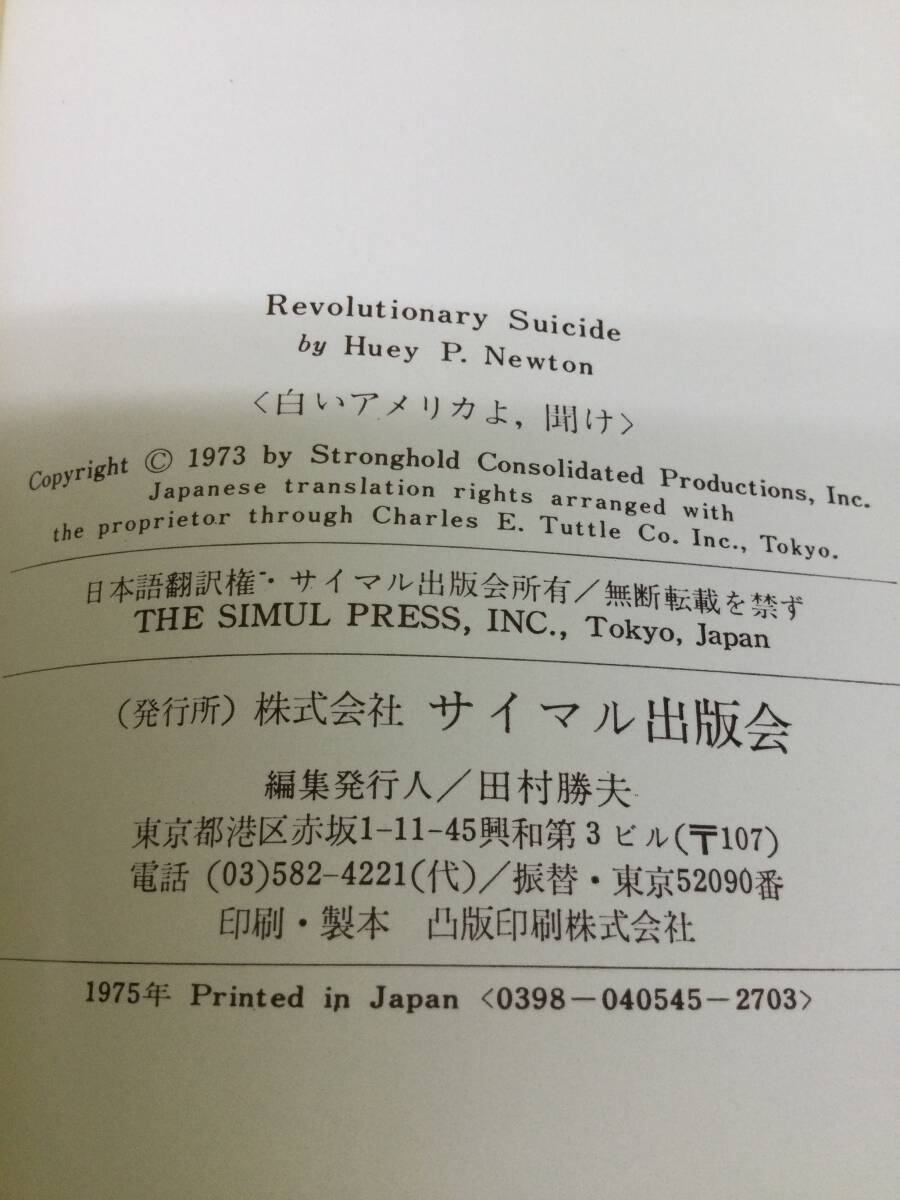 Revolutionary Suicide
by Huey P. Newton
〈白いアメリカよ，聞け〉
Copyright © 1973 by Stronghold Consolidated Productions, Inc.
Japanese translation rights arranged with
the proprietor through Charles E. Tuttle Co. Inc., Tokyo.
日本語翻訳権・サイマル出版会所有／無断転載を禁ず
THE SIMUL PRESS, INC., Tokyo, Japan
（発行所）株式会社 サイマル出版会
編集発行人／田村勝夫
東京都港区赤坂1-11-45興和第3ビル(〒107)
電話 (03)582-4221(代)／振替・東京52090番
印刷・製本 凸版印刷株式会社
1975年 Printed in Japan 〈0398－040545－2703〉